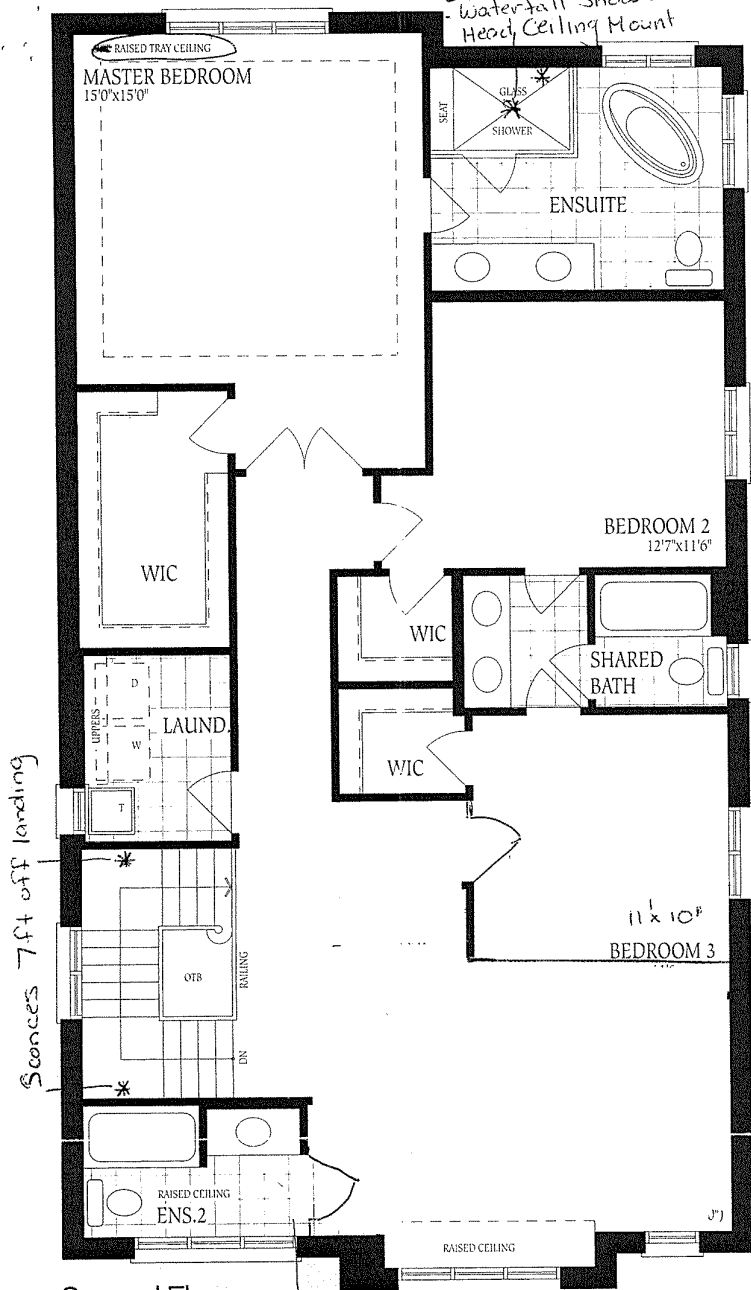 - Waterfall
Head, Ceiling Mount
RAISED TRAY CEILING
MASTER BEDROOM
15'0"x15'0"
SEAT
GLASS
SHOWER
ENSUITE
BEDROOM 2
12'7"x11'6"
WIC
WIC
SHARED
BATH
UPPERS
D
W
LAUND.
T
WIC
Sconces 7ft off landing
11' x 10"
BEDROOM 3
OTB
RAILING
DN
RAISED CEILING
ENS.2
RAISED CEILING
0")